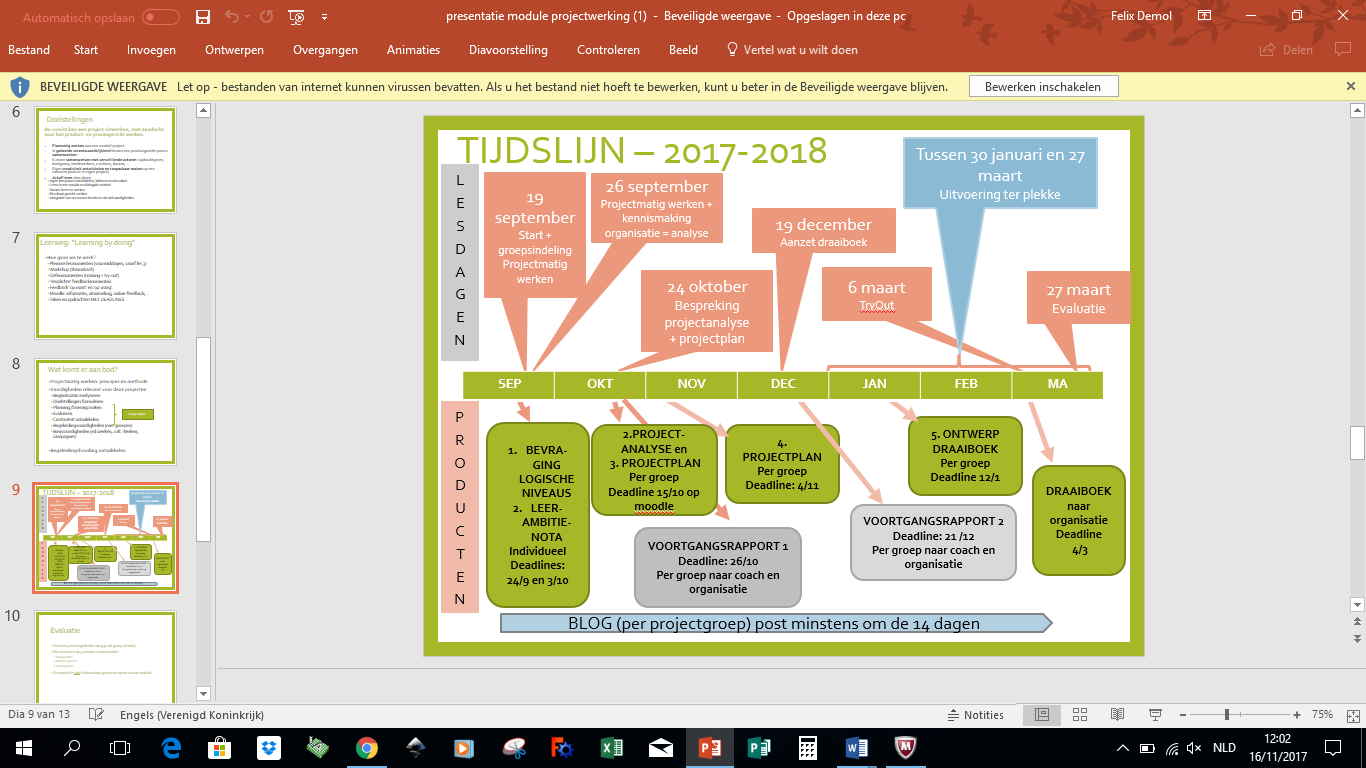 Automatisch opslaan
presentatie module projectwerking (1) - Beveiligde weergave - Opgeslagen in deze pc
Felix Demol
Bestand Start Invoegen Ontwerpen Overgangen Animaties Diavoorstelling Controleren Beeld Vertel wat u wilt doen Delen
BEVEILIGDE WEERGAVE Let op - bestanden van internet kunnen virussen bevatten. Als u het bestand niet hoeft te bewerken, kunt u beter in de Beveiligde weergave blijven. Bewerken inschakelen
6
Doelstellingen
7
Leerweg: "Learning by doing"
8
Wat komt er aan bod?
9
TIJDSLIJN – 2017-2018
10
Evaluatie
TIJDSLIJN – 2017-2018
L
E
S
D
A
G
E
N
19
september
Start +
groepsindeling
Projectmatig
werken
26 september
Projectmatig werken +
kennismaking
organisatie = analyse
24 oktober
Bespreking
projectanalyse
+ projectplan
19 december
Aanzet draaiboek
6 maart
TryOut
Tussen 30 januari en 27
maart
Uitvoering ter plekke
27 maart
Evaluatie
SEP OKT NOV DEC JAN FEB MA
P
R
O
D
U
C
T
E
N
1. BEVRA-
GING
LOGISCHE
NIVEAUS
2. LEER-
AMBITIE-
NOTA
Individueel
Deadlines:
24/9 en 3/10
2.PROJECT-
ANALYSE en
3. PROJECTPLAN
Per groep
Deadline 15/10 op
moodle
VOORTGANGSRAPPORT 1
Deadline: 26/10
Per groep naar coach en
organisatie
4.
PROJECTPLAN
Per groep
Deadline: 4/11
VOORTGANGSRAPPORT 2
Deadline: 21 /12
Per groep naar coach en
organisatie
5. ONTWERP
DRAAIBOEK
Per groep
Deadline 12/1
DRAAIBOEK
naar
organisatie
Deadline
4/3
BLOG (per projectgroep) post minstens om de 14 dagen
Dia 9 van 13 Engels (Verenigd Koninkrijk) Notities 75%
NLD
12:02
16/11/2017